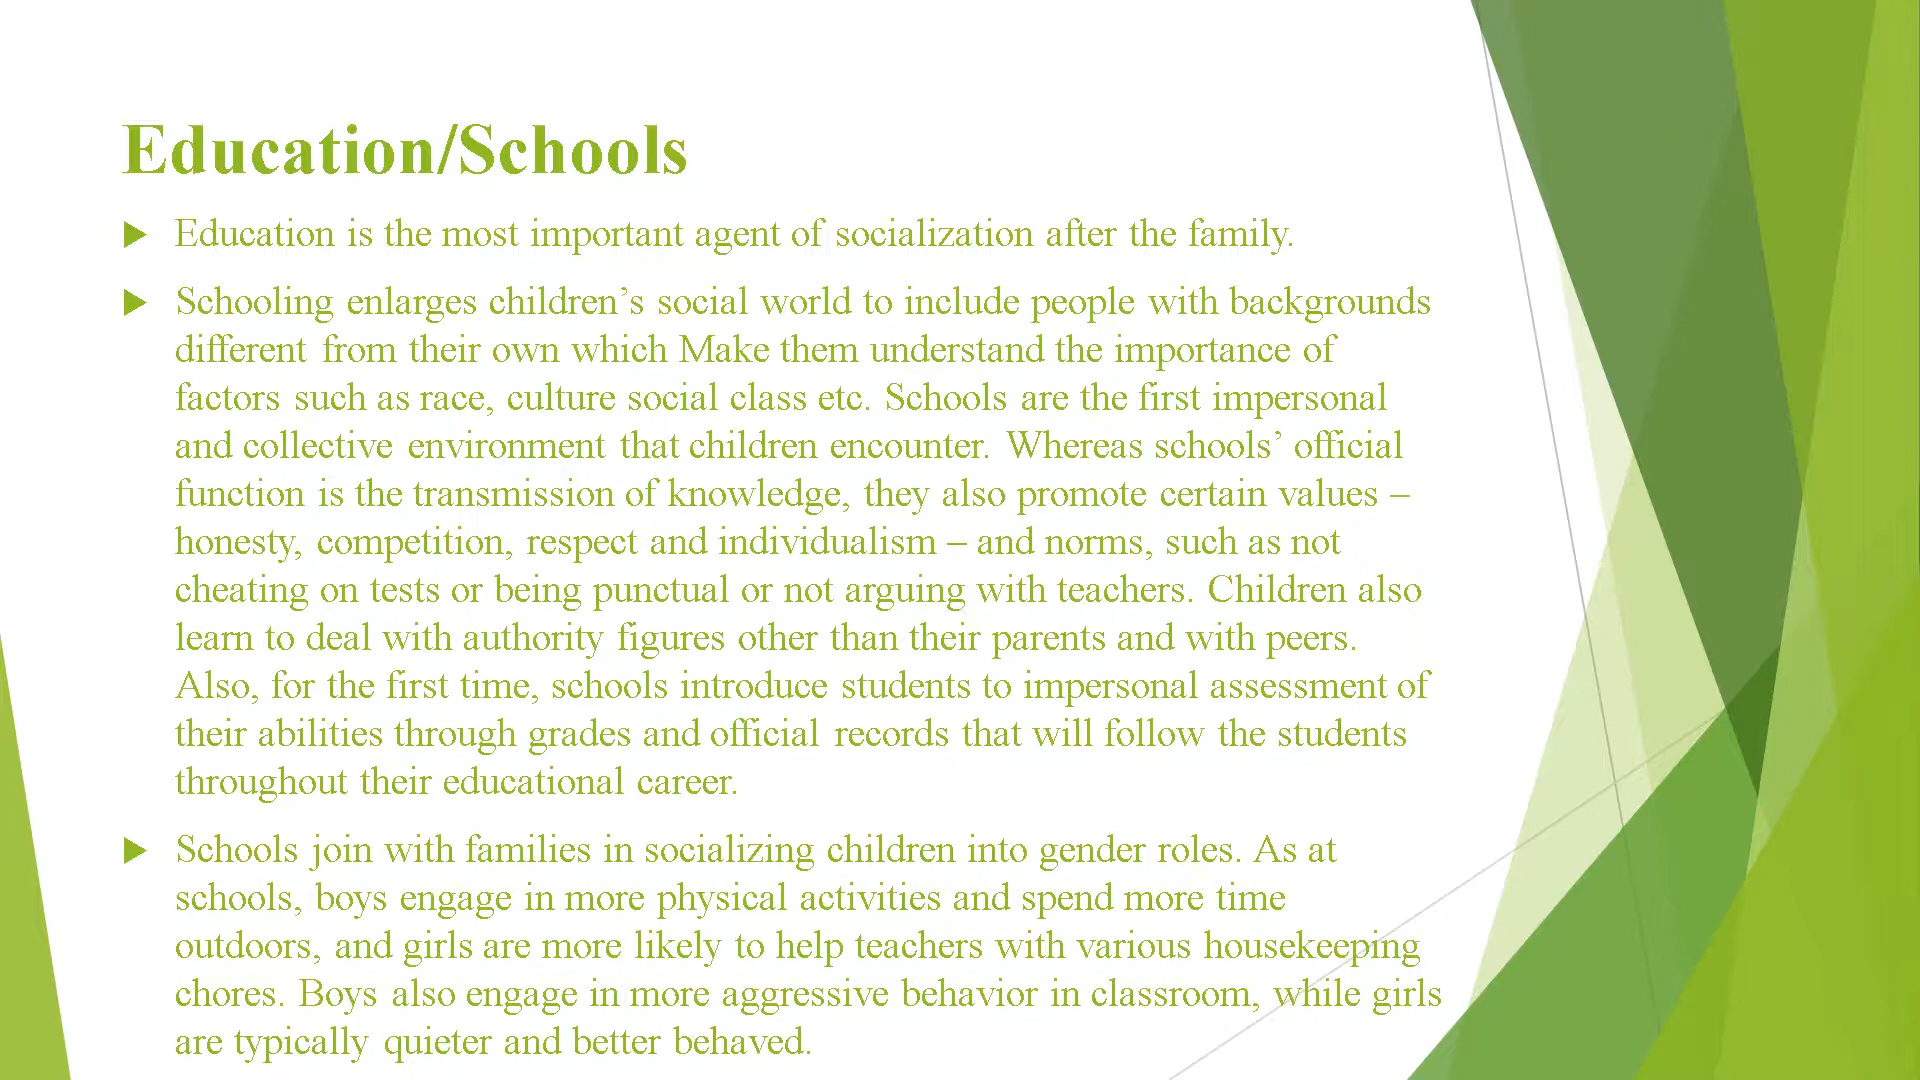 Education/Schools
Education is the most important agent of socialization after the family.
Schooling enlarges children’s social world to include people with backgrounds
different from their own which Make them understand the importance of
factors such as race, culture social class etc. Schools are the first impersonal
and collective environment that children encounter. Whereas schools’ official
function is the transmission of knowledge, they also promote certain values –
honesty, competition, respect and individualism – and norms, such as not
cheating on tests or being punctual or not arguing with teachers. Children also
learn to deal with authority figures other than their parents and with peers.
Also, for the first time, schools introduce students to impersonal assessment of
their abilities through grades and official records that will follow the students
throughout their educational career.
Schools join with families in socializing children into gender roles. As at
schools, boys engage in more physical activities and spend more time
outdoors, and girls are more likely to help teachers with various housekeeping
chores. Boys also engage in more aggressive behavior in classroom, while girls
are typically quieter and better behaved.